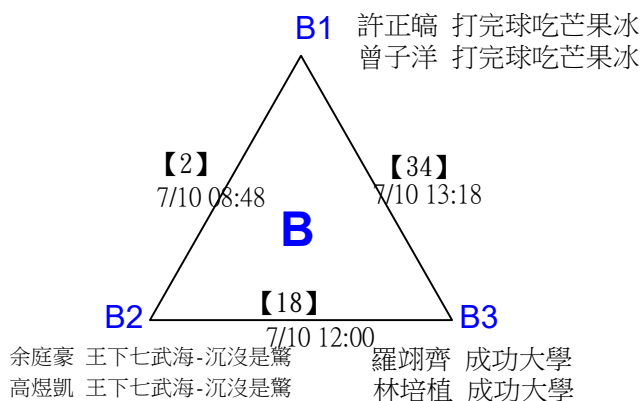 B1 許正皜 打完球吃芒果冰
曾子洋 打完球吃芒果冰
【2】 【34】
7/10 08:48 7/10 13:18
B
【18】
B2 B3
7/10 12:00
余庭豪 王下七武海-沉沒是驚 羅翊齊 成功大學
高煜凱 王下七武海-沉沒是驚 林培植 成功大學